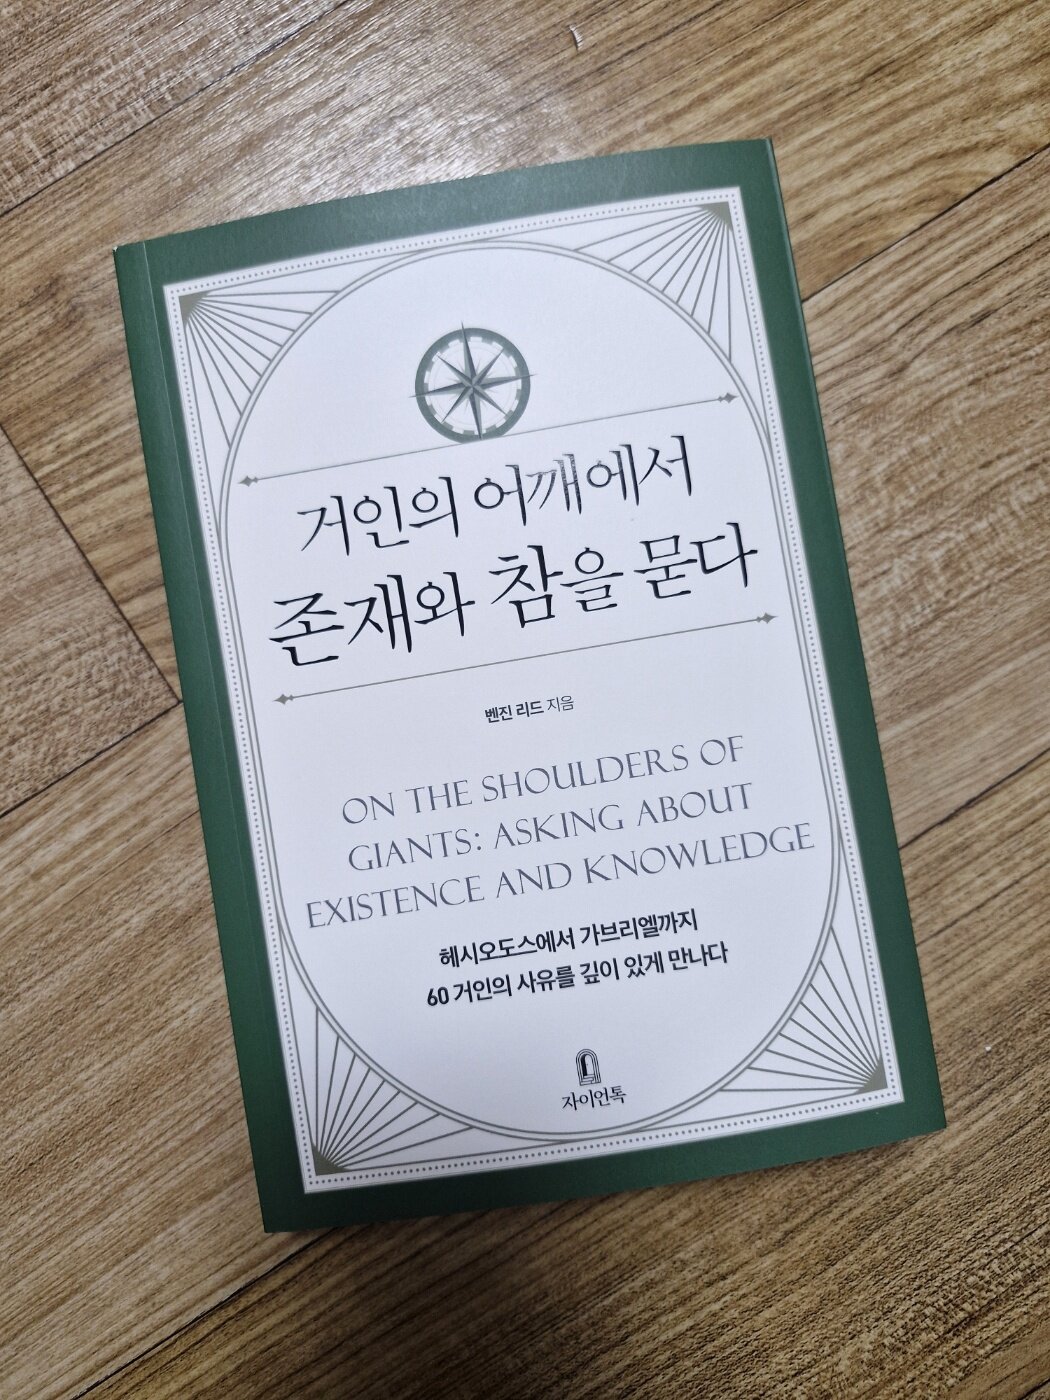 거인의 어깨에서
존재와 참을 묻다
벤진 리드 지음
ON THE SHOULDERS OF
GIANTS: ASKING ABOUT
EXISTENCE AND KNOWLEDGE
헤시오도스에서 가브리엘까지
60 거인의 사유를 깊이 있게 만나다
자이언톡